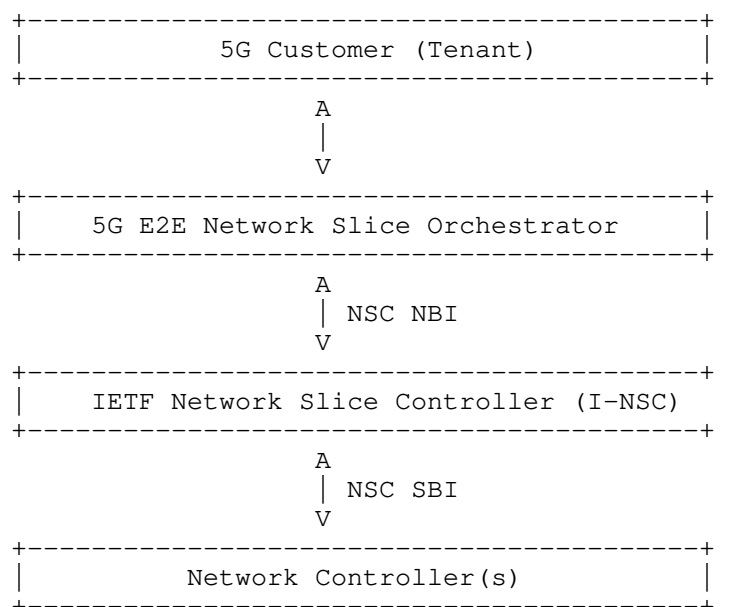 5G Customer (Tenant)
A
V
5G E2E Network Slice Orchestrator
A
NSC NBI
V
IETF Network Slice Controller (I-NSC)
A
NSC SBI
V
Network Controller(s)